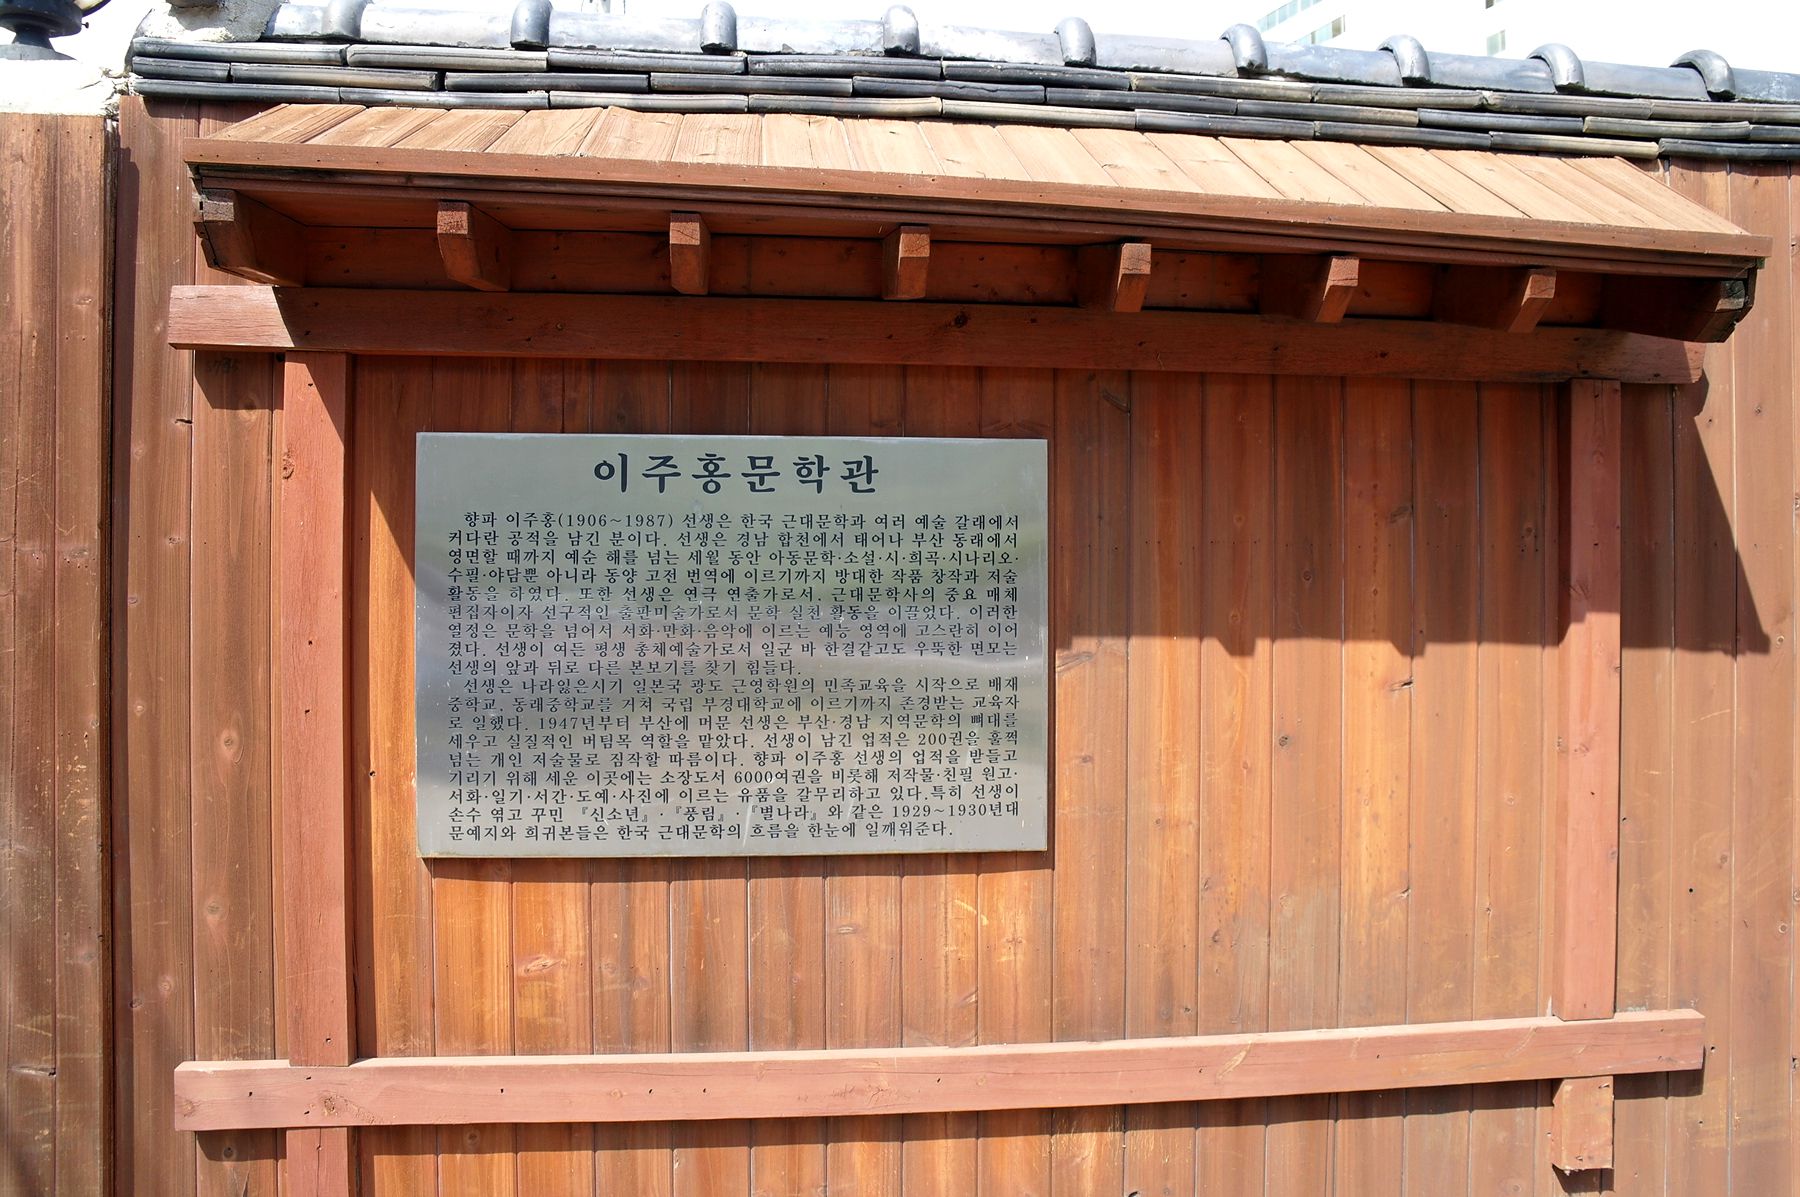 이주홍문학관
향파 이주홍(1906~1987) 선생은 한국 근대문학과 여러 예술 갈래에서
커다란 공적을 남긴 분이다. 선생은 경남 합천에서 태어나 부산 동래에서
영면할 때까지 예순 해를 넘는 세월 동안 아동문학·소설·시·희곡·시나리오·
수필·야담뿐 아니라 동양 고전 번역에 이르기까지 방대한 작품 창작과 저술
활동을 하였다. 또한 선생은 연극 연출가로서, 근대문학사의 중요 매체
편집자이자 선구적인 출판미술가로서 문학 실천 활동을 이끌었다. 이러한
열정은 문학을 넘어서 서화·만화·음악에 이르는 예능 영역에 고스란히 이어
졌다. 선생이 여든 평생 총체예술가로서 일군 바 한결같고도 우뚝한 면모는
선생의 앞과 뒤로 다른 본보기를 찾기 힘들다.
선생은 나라잃은시기 일본국 광도 근영학원의 민족교육을 시작으로 배재
중학교, 동래중학교를 거쳐 국립 부경대학교에 이르기까지 존경받는 교육자
로 일했다. 1947년부터 부산에 머문 선생은 부산·경남 지역문학의 뼈대를
세우고 실질적인 버팀목 역할을 맡았다. 선생이 남긴 업적은 200권을 훌쩍
넘는 개인 저술물로 짐작할 따름이다. 향파 이주홍 선생의 업적을 받들고
기리기 위해 세운 이곳에는 소장도서 6000여권을 비롯해 저작물·친필 원고·
서화·일기·서간·도예·사진에 이르는 유품을 갈무리하고 있다.특히 선생이
손수 엮고 꾸민 『신소년』·『풍림』·『별나라』와 같은 1929~1930년대
문예지와 희귀본들은 한국 근대문학의 흐름을 한눈에 일깨워준다.